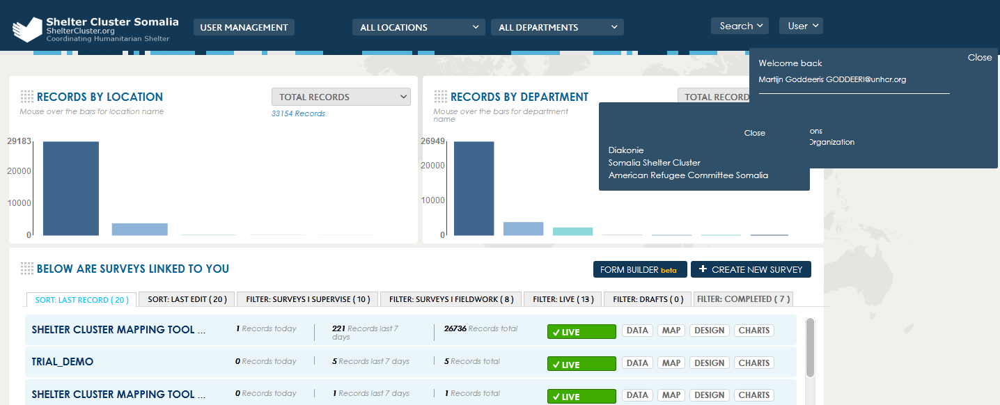 Shelter Cluster Somalia
ShelterCluster.org
Coordinating Humanitarian Shelter
USER MANAGEMENT
ALL LOCATIONS
ALL DEPARTMENTS
Search
User
Close
Welcome back
Martijn Goddeeris GODDEERI@unhcr.org
RECORDS BY LOCATION
Mouse over the bars for location name
TOTAL RECORDS
33154 Records
29183
20000
10000
0
RECORDS BY DEPARTMENT
Mouse over the bars for department
name
TOTAL RECORD
26949
20000
10000
0
ons
Organization
Close
Diakonie
Somalia Shelter Cluster
American Refugee Committee Somalia
BELOW ARE SURVEYS LINKED TO YOU
FORM BUILDER beta
+ CREATE NEW SURVEY
SORT: LAST RECORD ( 20 )
SORT: LAST EDIT ( 20 )
FILTER: SURVEYS I SUPERVISE ( 10 )
FILTER: SURVEYS I FIELDWORK ( 8 )
FILTER: LIVE ( 13 )
FILTER: DRAFTS ( 0 )
FILTER: COMPLETED ( 7 )
SHELTER CLUSTER MAPPING TOOL ...
1 Records today
221 Records last 7
days
26736 Records total
✓ LIVE
DATA
MAP
DESIGN
CHARTS
TRIAL_DEMO
0 Records today
5 Records last 7 days
5 Records total
✓ LIVE
DATA
MAP
DESIGN
CHARTS
SHELTER CLUSTER MAPPING TOOL ...
0 Records today
1 Records last 7 days
1 Records total
✓ LIVE
DATA
MAP
DESIGN
CHARTS